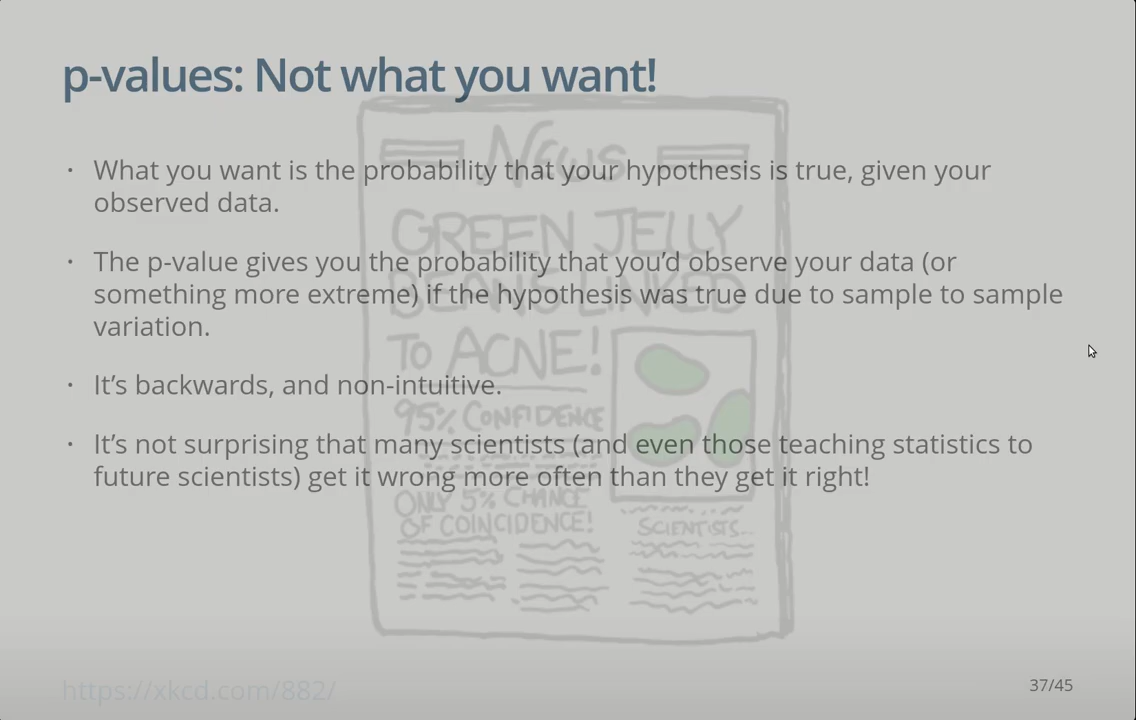 p-values: Not what you want!
• What you want is the probability that your hypothesis is true, given your
observed data.
• The p-value gives you the probability that you’d observe your data (or
something more extreme) if the hypothesis was true due to sample to sample
variation.
• It’s backwards, and non-intuitive.
• It’s not surprising that many scientists (and even those teaching statistics to
future scientists) get it wrong more often than they get it right!
News
GREEN JELLY
BEANS LINKED
TO ACNE!
95% CONFIDENCE
ONLY 5% CHANCE
OF COINCIDENCE!
SCIENTISTS...
https://xkcd.com/882/
37/45